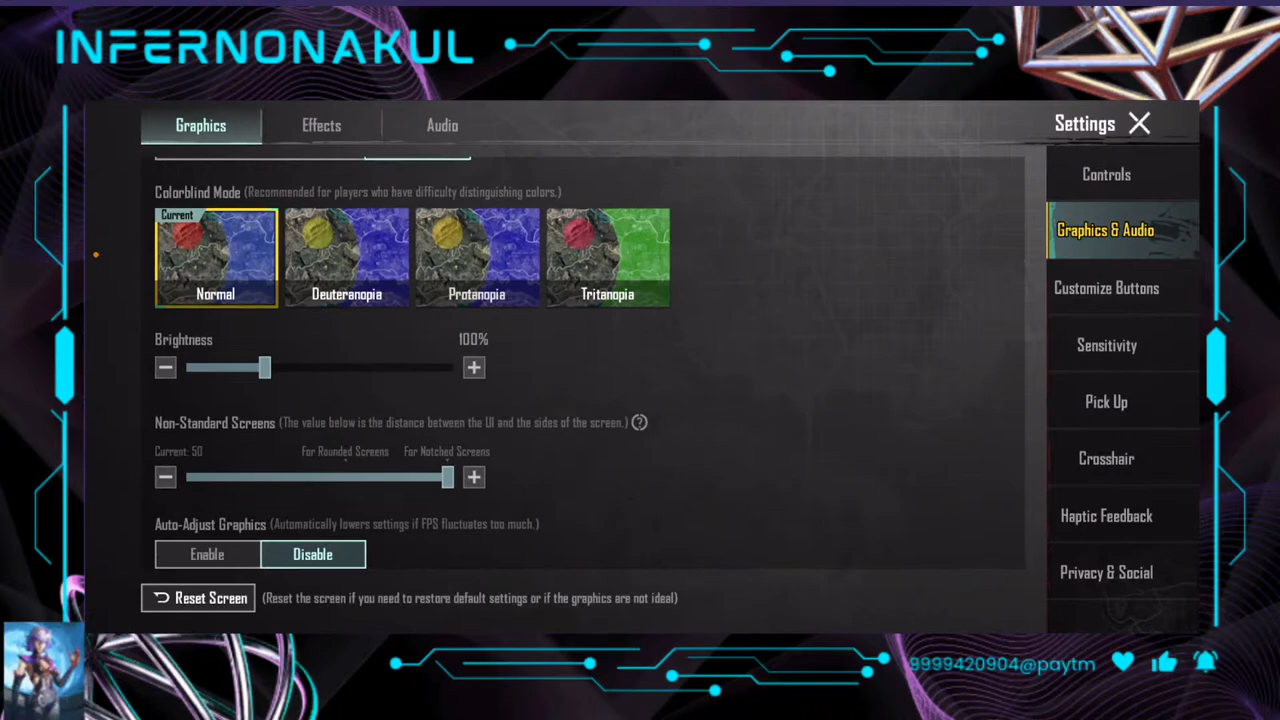 INFERNONAKUL
Graphics Effects Audio
Settings
Controls
Graphics & Audio
Customize Buttons
Sensitivity
Pick Up
Crosshair
Haptic Feedback
Privacy & Social
Colorblind Mode (Recommended for players who have difficulty distinguishing colors.)
Current
Normal Deuteranopia Protanopia Tritanopia
Brightness 100%
Non-Standard Screens (The value below is the distance between the UI and the sides of the screen.) ?
Current: 50 For Rounded Screens For Notched Screens
Auto-Adjust Graphics (Automatically lowers settings if FPS fluctuates too much.)
Enable Disable
Reset Screen (Reset the screen if you need to restore default settings or if the graphics are not ideal)
9999420904@paytm